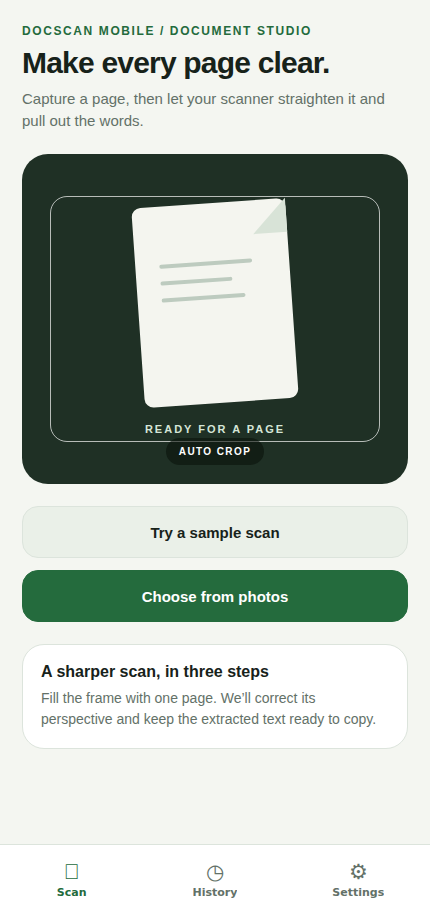 DOCSCAN MOBILE / DOCUMENT STUDIO
Make every page clear.
Capture a page, then let your scanner straighten it and
pull out the words.
READY FOR A PAGE
AUTO CROP
Try a sample scan
Choose from photos
A sharper scan, in three steps
Fill the frame with one page. We’ll correct its
perspective and keep the extracted text ready to copy.
Scan
History
Settings